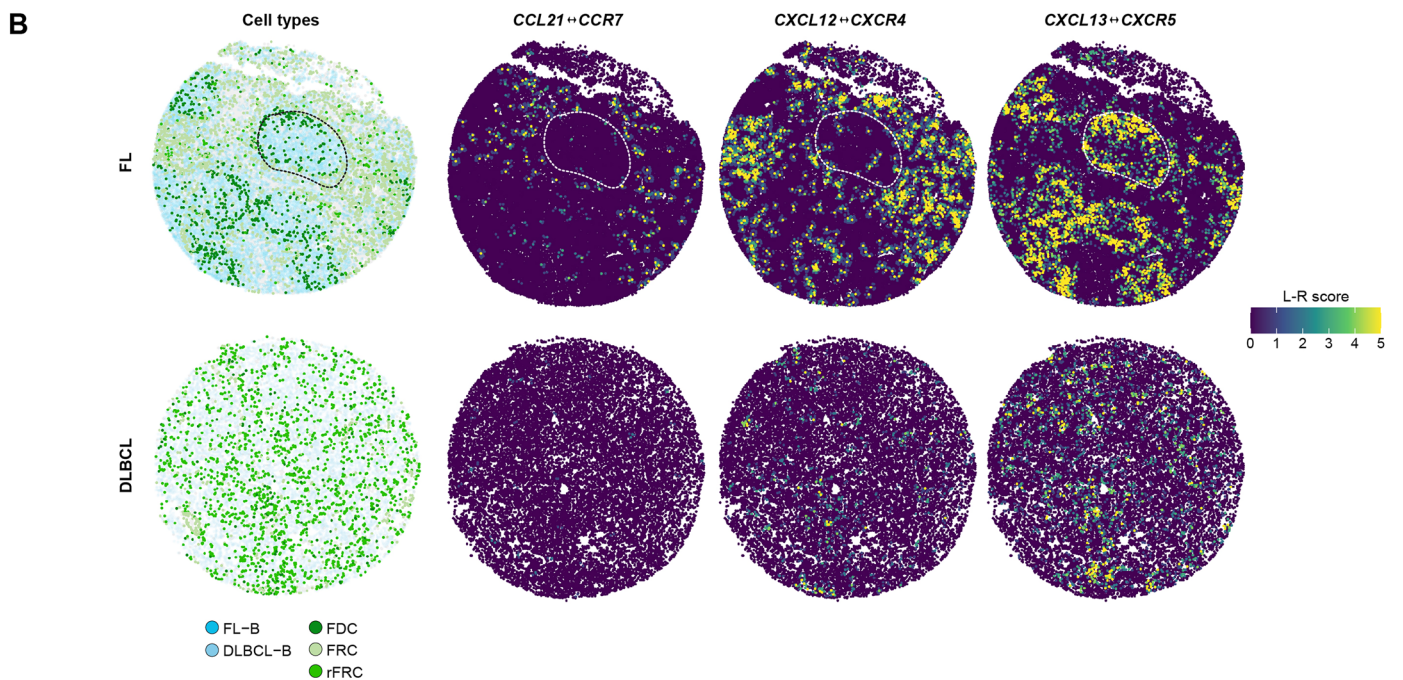 B
Cell types
CCL21↔CCR7
CXCL12↔CXCR4
CXCL13↔CXCR5
FL
L-R score
0 1 2 3 4 5
DLBCL
FL−B
FDC
DLBCL−B
FRC
rFRC